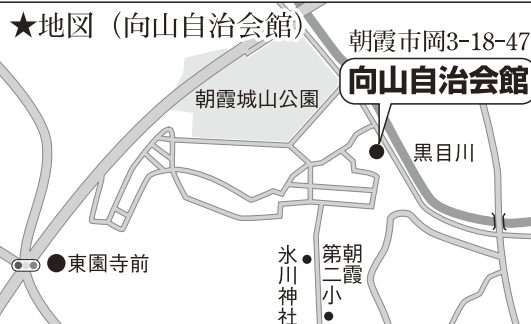 ★地図（向山自治会館）
朝霞市岡3-18-47
向山自治会館
朝霞城山公園
黒目川
東園寺前
氷川神社
朝霞
第二小